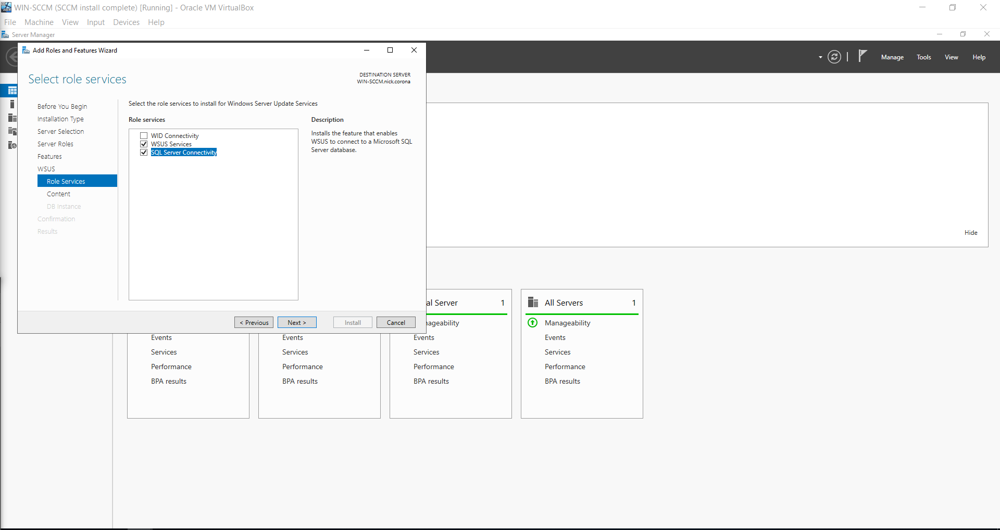 WIN-SCCM (SCCM install complete) [Running] - Oracle VM VirtualBox
File Machine View Input Devices Help
Server Manager
Add Roles and Features Wizard
Manage Tools View Help
Select role services
DESTINATION SERVER
WIN-SCCM.nick.corona
Before You Begin
Installation Type
Server Selection
Server Roles
Features
WSUS
Role Services
Content
DB Instance
Confirmation
Results
Select the role services to install for Windows Server Update Services
Role services
WID Connectivity
WSUS Services
SQL Server Connectivity
Description
Installs the feature that enables
WSUS to connect to a Microsoft SQL
Server database.
< Previous
Next >
Install
Cancel
Hide
Events
Services
Performance
BPA results
Events
Services
Performance
BPA results
al Server 1
nageability
Events
Services
Performance
BPA results
All Servers 1
Manageability
Events
Services
Performance
BPA results